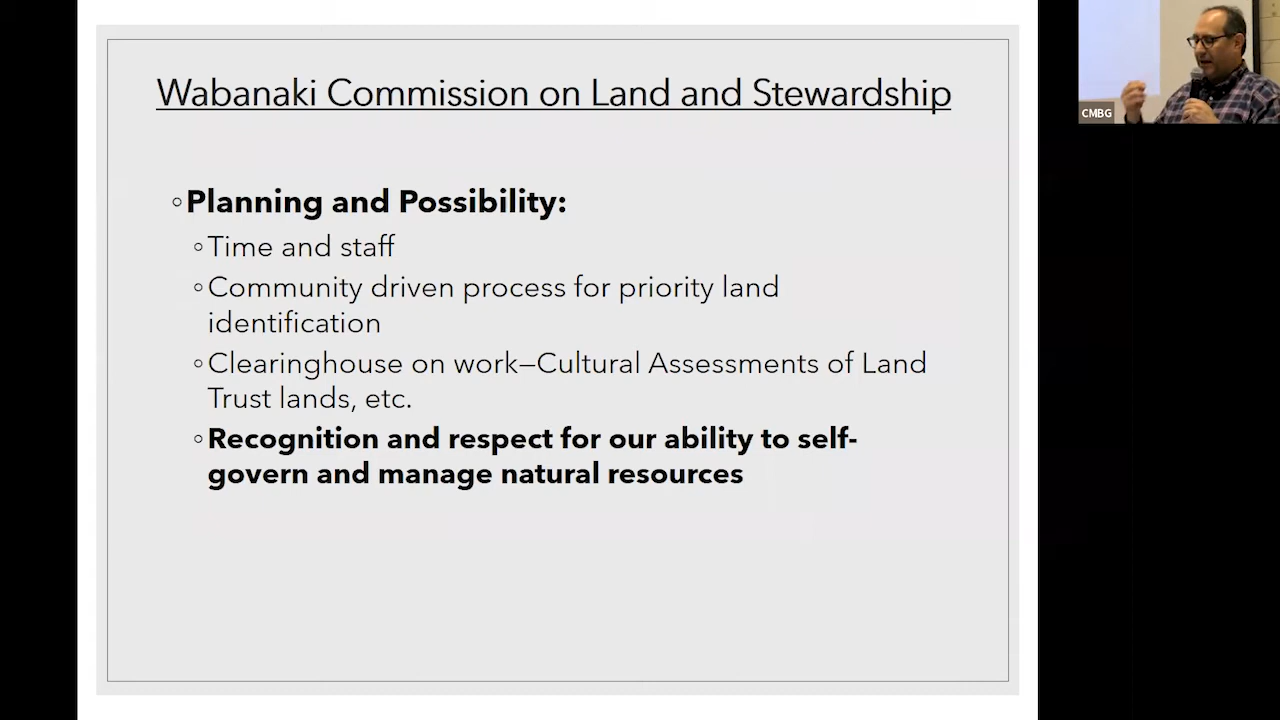 Wabanaki Commission on Land and Stewardship
◦Planning and Possibility:
◦Time and staff
◦Community driven process for priority land
identification
◦Clearinghouse on work—Cultural Assessments of Land
Trust lands, etc.
◦Recognition and respect for our ability to self-
govern and manage natural resources
CMBG